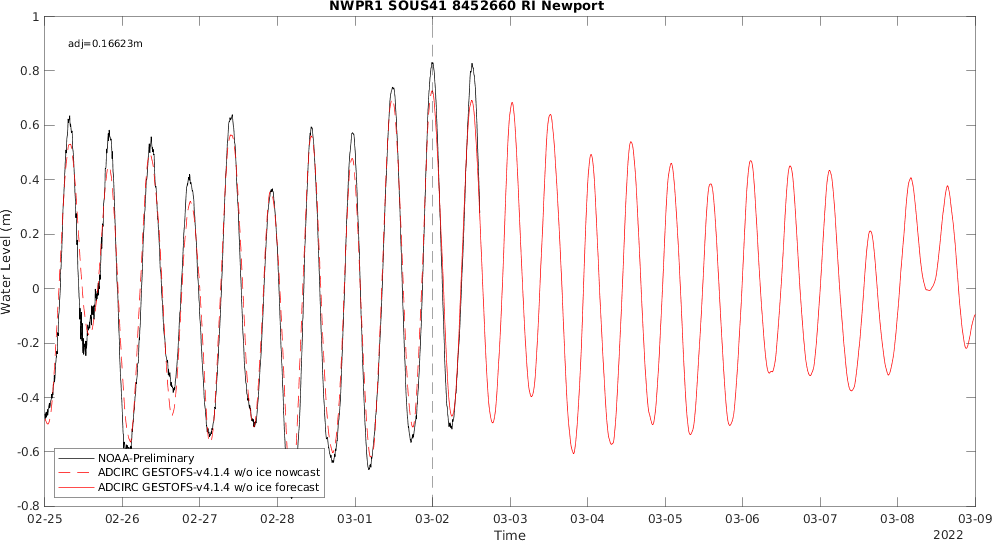 NWPR1 SOUS41 8452660 RI Newport
adj=0.16623m
1
0.8
0.6
0.4
0.2
0
-0.2
-0.4
-0.6
-0.8
Water Level (m)
NOAA-Preliminary
ADCIRC GESTOFS-v4.1.4 w/o ice nowcast
ADCIRC GESTOFS-v4.1.4 w/o ice forecast
02-25 02-26 02-27 02-28 03-01 03-02 03-03 03-04 03-05 03-06 03-07 03-08 03-09
Time
2022